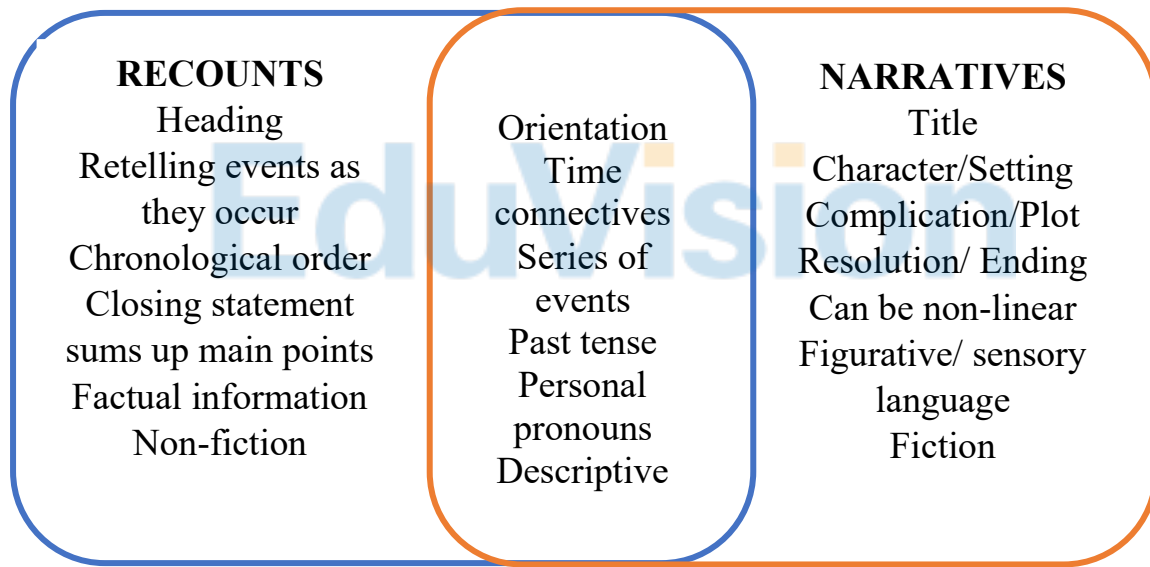 RECOUNTS
Heading
Retelling events as
they occur
Chronological order
Closing statement
sums up main points
Factual information
Non-fiction
Orientation
Time
connectives
Series of
events
Past tense
Personal
pronouns
Descriptive
NARRATIVES
Title
Character/Setting
Complication/Plot
Resolution/ Ending
Can be non-linear
Figurative/ sensory
language
Fiction
EduVision